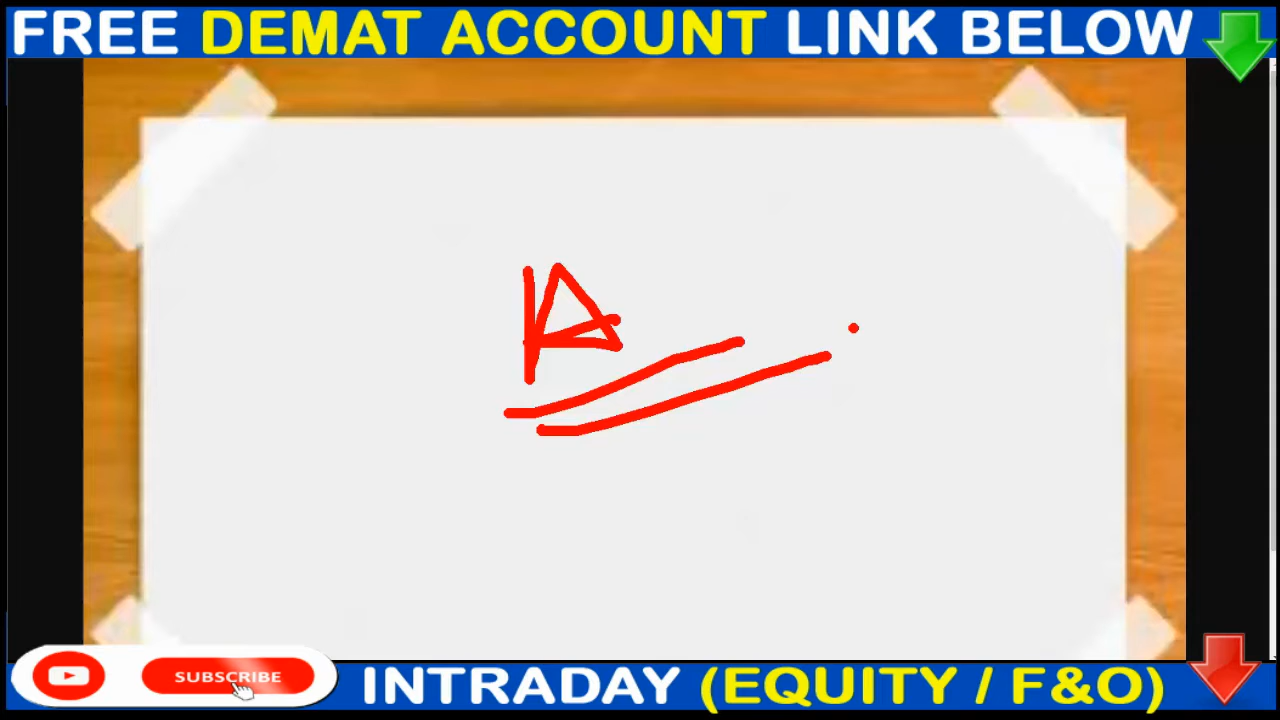 FREE DEMAT ACCOUNT LINK BELOW
SUBSCRIBE
INTRADAY (EQUITY / F&O)